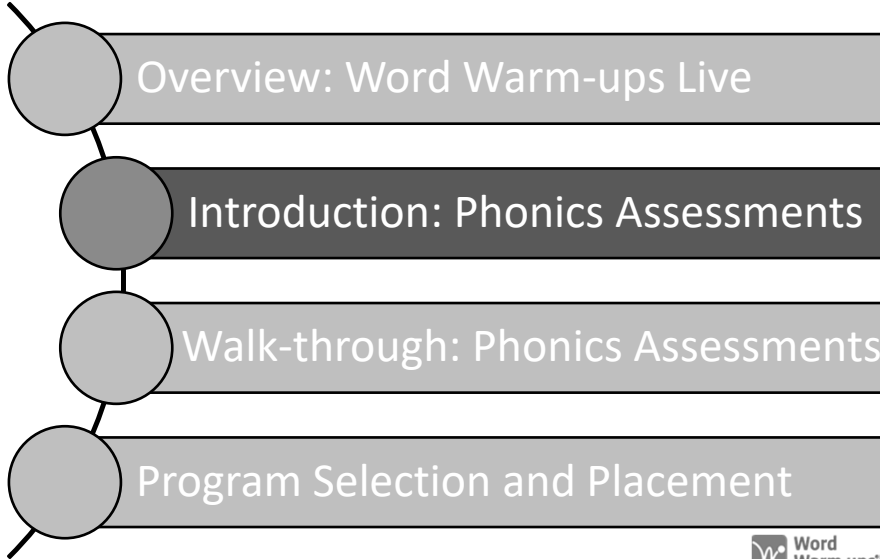 Overview: Word Warm-ups Live
Introduction: Phonics Assessments
Walk-through: Phonics Assessments
Program Selection and Placement
Word